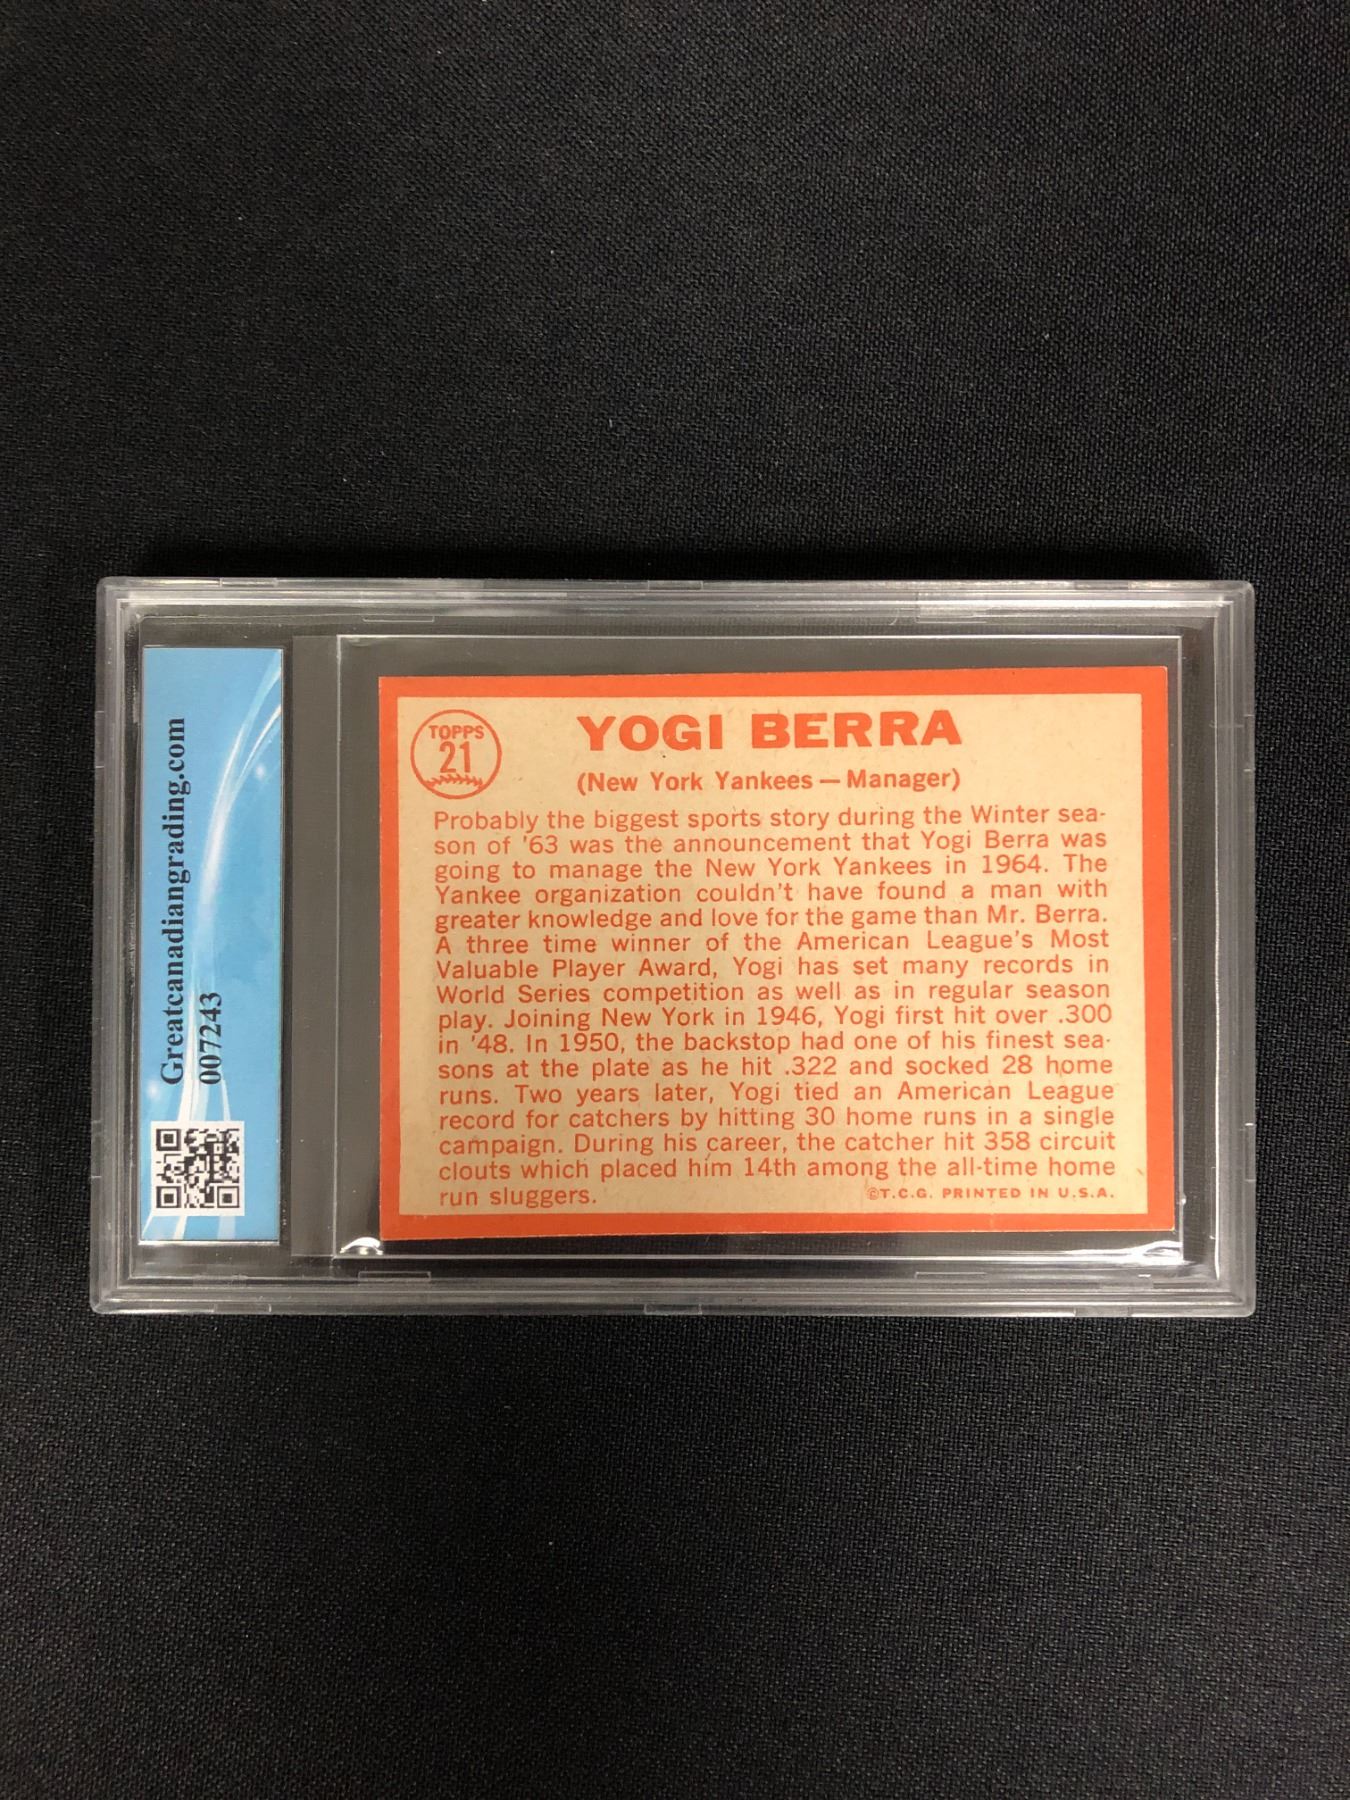 Greatcanadiangrading.com
007243
TOPPS
21
YOGI BERRA
(New York Yankees — Manager)
Probably the biggest sports story during the Winter sea-
son of '63 was the announcement that Yogi Berra was
going to manage the New York Yankees in 1964. The
Yankee organization couldn't have found a man with
greater knowledge and love for the game than Mr. Berra.
A three time winner of the American League's Most
Valuable Player Award, Yogi has set many records in
World Series competition as well as in regular season
play. Joining New York in 1946, Yogi first hit over .300
in '48. In 1950, the backstop had one of his finest sea-
sons at the plate as he hit .322 and socked 28 home
runs. Two years later, Yogi tied an American League
record for catchers by hitting 30 home runs in a single
campaign. During his career, the catcher hit 358 circuit
clouts which placed him 14th among the all-time home
run sluggers.
©T.C.G. PRINTED IN U.S.A.